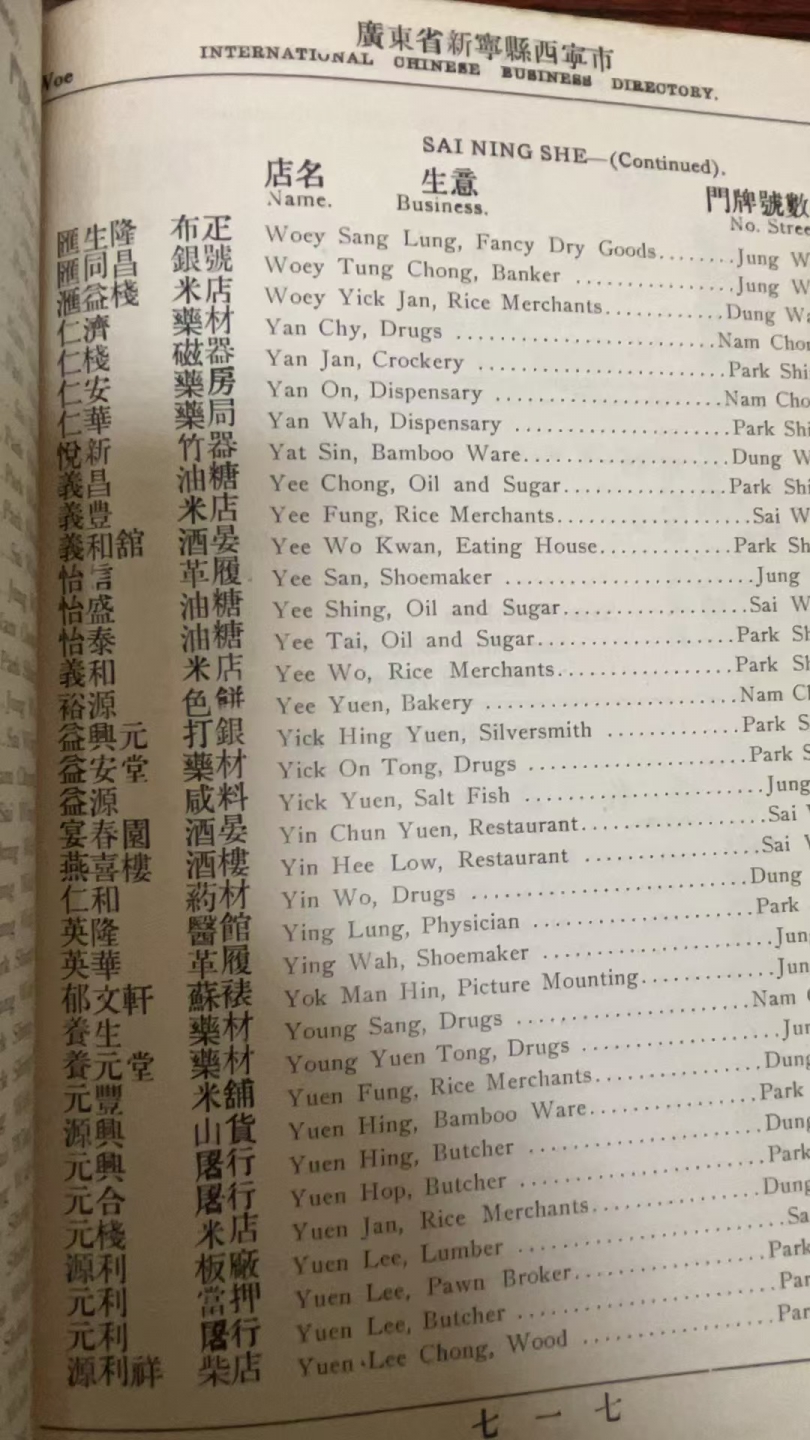 廣東省新寧縣西寧市
Woe INTERNATIONAL CHINESE BUSINESS DIRECTORY.
SAI NING SHE—(Continued).
店名 生意 門牌號數
Name. Business. No. Stree
匯生隆 布疋 Woey Sang Lung, Fancy Dry Goods........Jung W
匯同昌 銀號 Woey Tung Chong, Banker ..............Jung W
滙益棧 米店 Woey Yick Jan, Rice Merchants............Dung Wa
仁濟 藥材 Yan Chy, Drugs ..........................Nam Chon
仁棧 磁器 Yan Jan, Crockery .........................Park Shi
仁安 藥房 Yan On, Dispensary ......................Nam Cho
仁華 藥局 Yan Wah, Dispensary ......................Park Shi
悅新 竹器 Yat Sin, Bamboo Ware.....................Dung W
義昌 油糖 Yee Chong, Oil and Sugar................Park Shi
義豊 米店 Yee Fung, Rice Merchants....................Sai W
義和舘 酒晏 Yee Wo Kwan, Eating House.............Park Sh
怡信 革履 Yee San, Shoemaker .........................Jung
怡盛 油糖 Yee Shing, Oil and Sugar...................Sai W
怡泰 油糖 Yee Tai, Oil and Sugar....................Park Sh
義和 米店 Yee Wo, Rice Merchants..................Park Sh
裕源 色餅 Yee Yuen, Bakery .........................Nam Ch
益興元 打銀 Yick Hing Yuen, Silversmith .............Park S
益安堂 藥材 Yick On Tong, Drugs ......................Park S
益源 咸料 Yick Yuen, Salt Fish ........................Jung
宴春園 酒晏 Yin Chun Yuen, Restaurant..................Sai W
燕喜樓 酒樓 Yin Hee Low, Restaurant .................Sai
仁和 葯材 Yin Wo, Drugs ............................Dung
英隆 醫館 Ying Lung, Physician ......................Park
英華 革履 Ying Wah, Shoemaker .......................Jun
郁文軒 蘇裱 Yok Man Hin, Picture Mounting.............Jun
養生 藥材 Young Sang, Drugs ........................Nam
養元堂 藥材 Young Yuen Tong, Drugs ..................Jun
元豐 米舖 Yuen Fung, Rice Merchants................Dung
源興 山貨 Yuen Hing, Bamboo Ware.................Park
元興 屠行 Yuen Hing, Butcher .......................Dung
元合 屠行 Yuen Hop, Butcher ........................Park
元棧 米店 Yuen Jan, Rice Merchants.................Dung
源利 板廠 Yuen Lee, Lumber .........................Sa
元利 當押 Yuen Lee, Pawn Broker...................Park
元利 屠行 Yuen Lee, Butcher ........................Par
源利祥 柴店 Yuen Lee Chong, Wood ...................Par
七一七